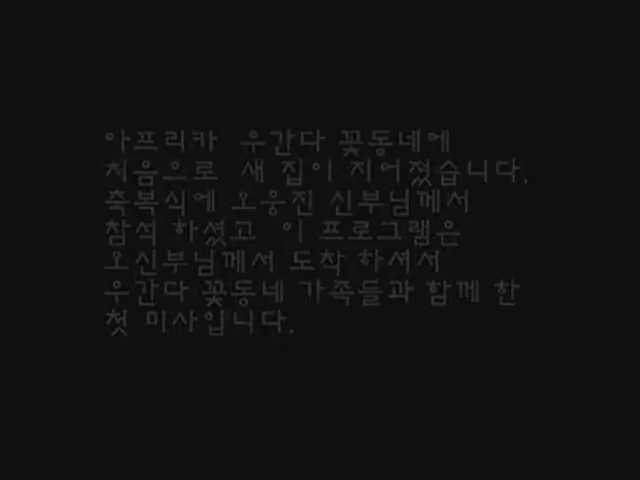 아프리카 우간다 꽃동네에
처음으로 새 집이 지어졌습니다.
축복식에 오웅진 신부님께서
참석 하셨고 이 프로그램은
오신부님께서 도착 하셔서
우간다 꽃동네 가족들과 함께 한
첫 미사입니다.